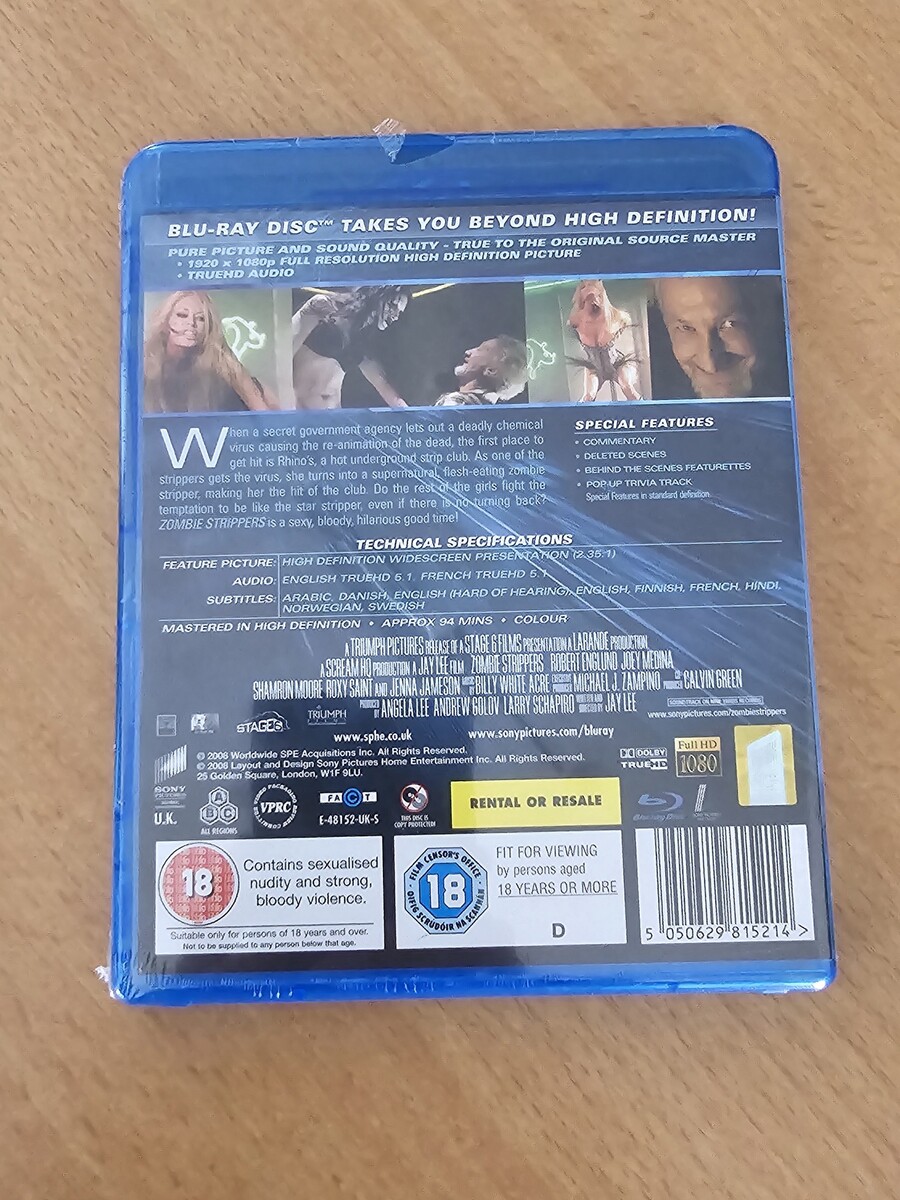 BLU-RAY DISC™ TAKES YOU BEYOND HIGH DEFINITION!
PURE PICTURE AND SOUND QUALITY - TRUE TO THE ORIGINAL SOURCE MASTER
• 1920 x 1080p FULL RESOLUTION HIGH DEFINITION PICTURE
• TRUEHD AUDIO
When a secret government agency lets out a deadly chemical
virus causing the re-animation of the dead, the first place to
get hit is Rhino's, a hot underground strip club. As one of the
strippers gets the virus, she turns into a supernatural, flesh-eating zombie
stripper, making her the hit of the club. Do the rest of the girls fight the
temptation to be like the star stripper, even if there is no turning back?
ZOMBIE STRIPPERS is a sexy, bloody, hilarious good time!
SPECIAL FEATURES
• COMMENTARY
• DELETED SCENES
• BEHIND THE SCENES FEATURETTES
• POP-UP TRIVIA TRACK
Special Features in standard definition.
TECHNICAL SPECIFICATIONS
FEATURE PICTURE: HIGH DEFINITION WIDESCREEN PRESENTATION (2.35:1)
AUDIO: ENGLISH TRUEHD 5.1, FRENCH TRUEHD 5.1
SUBTITLES: ARABIC, DANISH, ENGLISH (HARD OF HEARING), ENGLISH, FINNISH, FRENCH, HINDI,
NORWEGIAN, SWEDISH
MASTERED IN HIGH DEFINITION • APPROX 94 MINS • COLOUR
A TRIUMPH PICTURES RELEASE OF A STAGE 6 FILMS PRESENTATION A LARANDE PRODUCTION
A SCREAM HQ PRODUCTION A JAY LEE FILM ZOMBIE STRIPPERS ROBERT ENGLUND JOEY MEDINA
SHAMRON MOORE ROXY SAINT AND JENNA JAMESON MUSIC BY BILLY WHITE ACRE EXECUTIVE PRODUCER MICHAEL J. ZAMPINO CO PRODUCER CALVIN GREEN
PRODUCED BY ANGELA LEE ANDREW GOLOV LARRY SCHAPIRO WRITTEN AND DIRECTED BY JAY LEE
STAGE 6
TRIUMPH
www.sonypictures.com/zombiestrippers
www.sphe.co.uk www.sonypictures.com/bluray
© 2008 Worldwide SPE Acquisitions Inc. All Rights Reserved.
© 2008 Layout and Design Sony Pictures Home Entertainment Inc. All Rights Reserved.
25 Golden Square, London, W1F 9LU.
DOLBY
TRUEHD
Full HD
1080
1
SONY
PICTURES
U.K.
A B C
ALL REGIONS
VPRC
FACT
E-48152-UK-S
THIS DISC IS
COPY PROTECTED
RENTAL OR RESALE
Blu-ray Disc
18
Contains sexualised
nudity and strong,
bloody violence.
Suitable only for persons of 18 years and over.
Not to be supplied to any person below that age.
FILM CENSOR'S OFFICE
18
OIFIG SCRÚDÓIR NA SCANNÁN
FIT FOR VIEWING
by persons aged
18 YEARS OR MORE
D
5 050629 815214 >